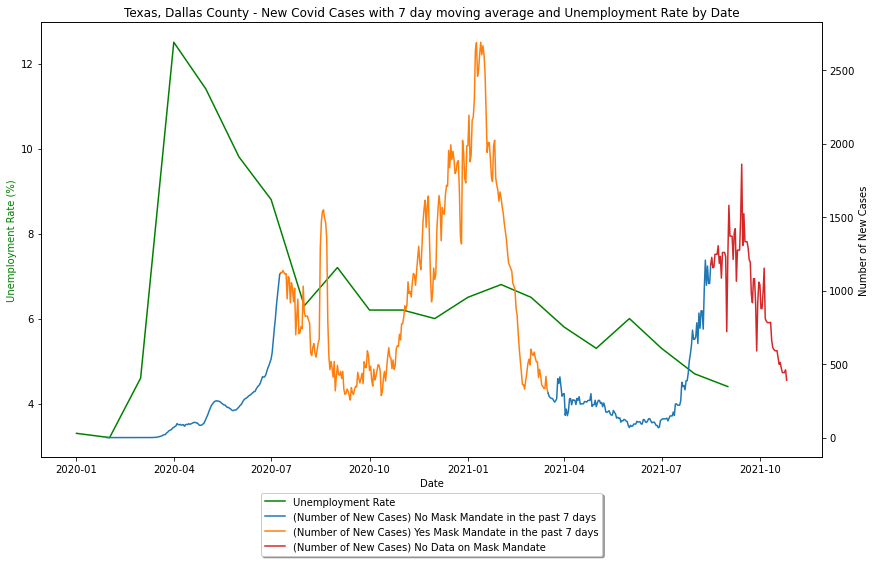 Texas, Dallas County - New Covid Cases with 7 day moving average and Unemployment Rate by Date
12
10
8
6
4
Unemployment Rate (%)
2500
2000
1500
1000
500
0
Number of New Cases
2020-01 2020-04 2020-07 2020-10 2021-01 2021-04 2021-07 2021-10
Date
Unemployment Rate
(Number of New Cases) No Mask Mandate in the past 7 days
(Number of New Cases) Yes Mask Mandate in the past 7 days
(Number of New Cases) No Data on Mask Mandate